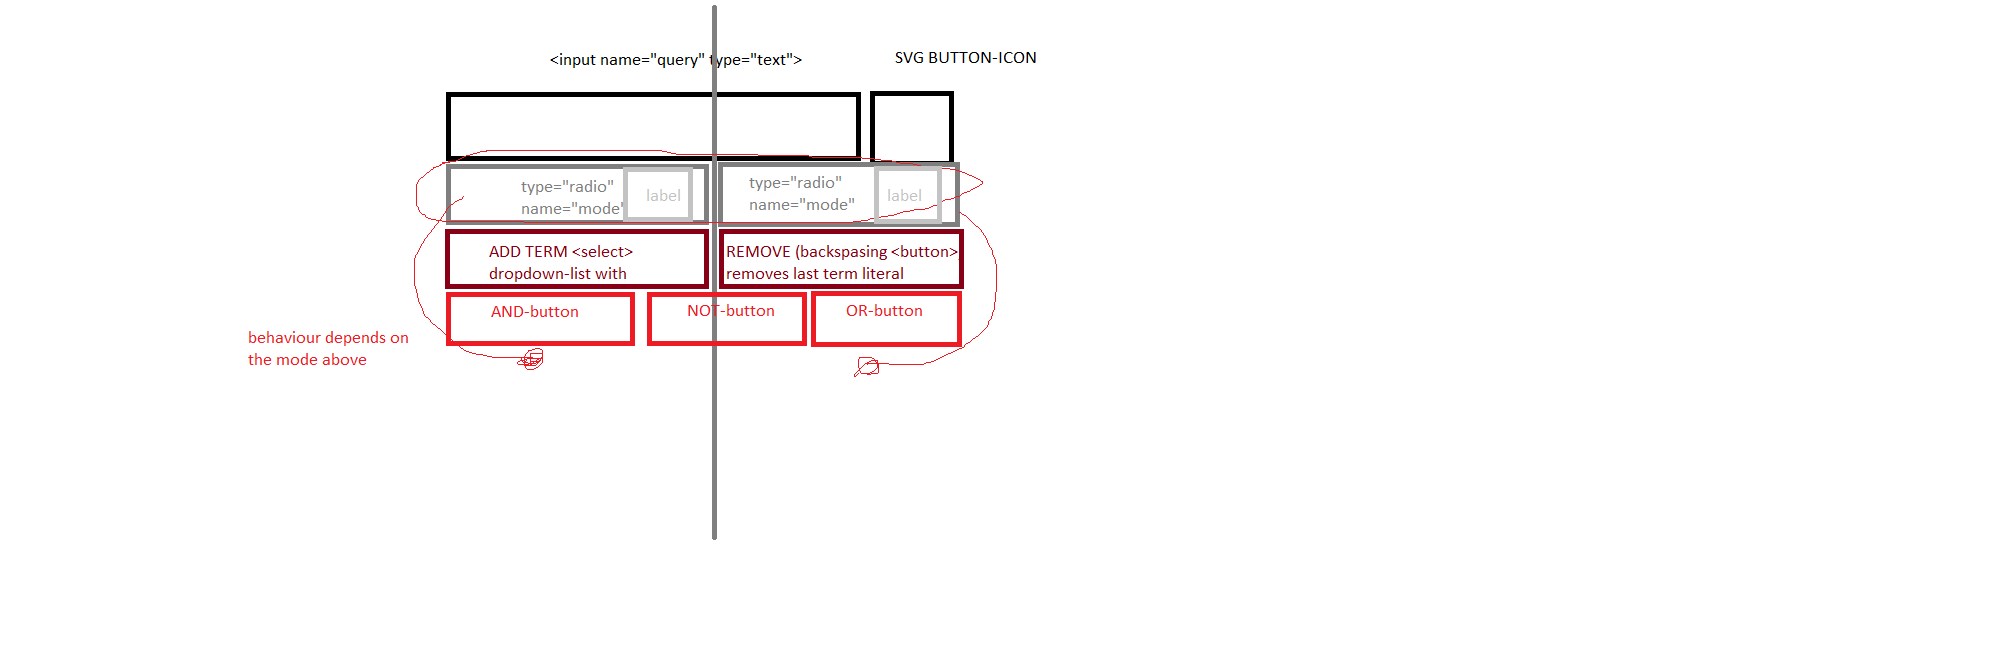 <input name="query" type="text">
SVG BUTTON-ICON
type="radio"
name="mode"
label
type="radio"
name="mode"
label
ADD TERM <select>
dropdown-list with
REMOVE (backspasing <button>
removes last term literal
AND-button
NOT-button
OR-button
behaviour depends on
the mode above